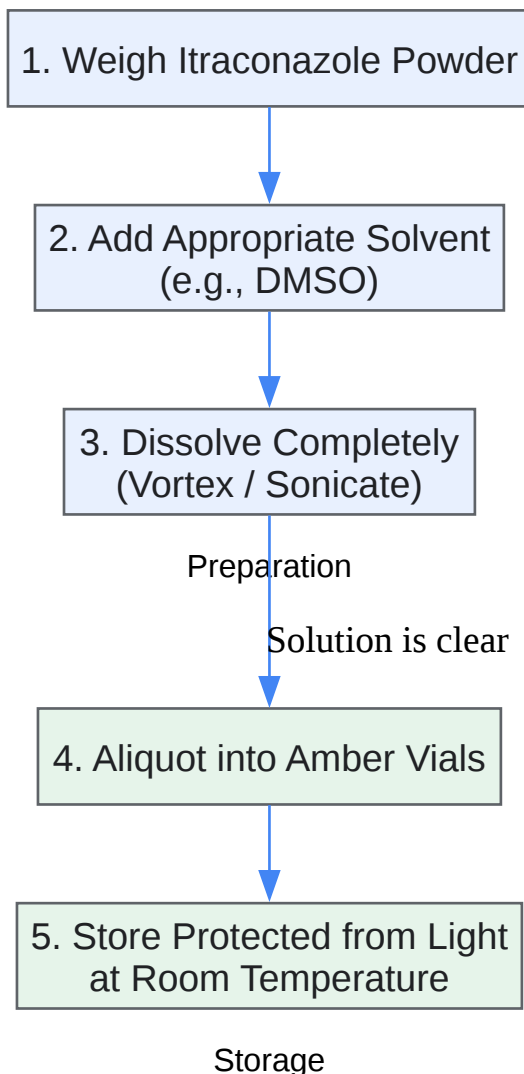 1. Weigh Itraconazole Powder
2. Add Appropriate Solvent
(e.g., DMSO)
3. Dissolve Completely
(Vortex / Sonicate)
Preparation
Solution is clear
4. Aliquot into Amber Vials
5. Store Protected from Light
at Room Temperature
Storage